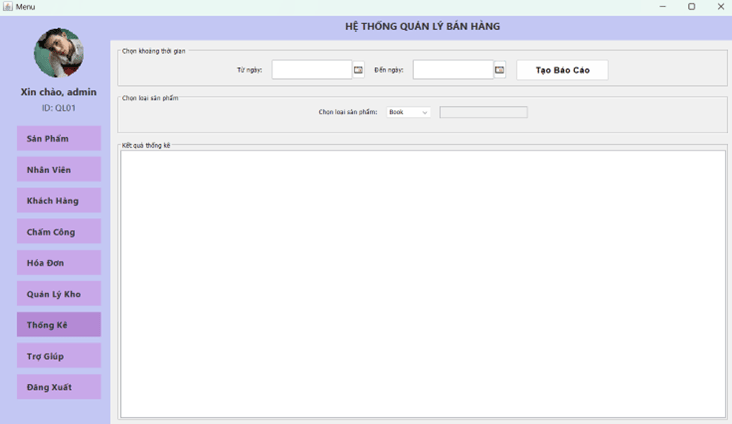 Menu
HỆ THỐNG QUẢN LÝ BÁN HÀNG
Xin chào, admin
ID: QL01
Sản Phẩm
Nhân Viên
Khách Hàng
Chấm Công
Hóa Đơn
Quản Lý Kho
Thống Kê
Trợ Giúp
Đăng Xuất
Chọn khoảng thời gian
Từ ngày:
Đến ngày:
Tạo Báo Cáo
Chọn loại sản phẩm
Chọn loại sản phẩm:
Book
Kết quả thống kê